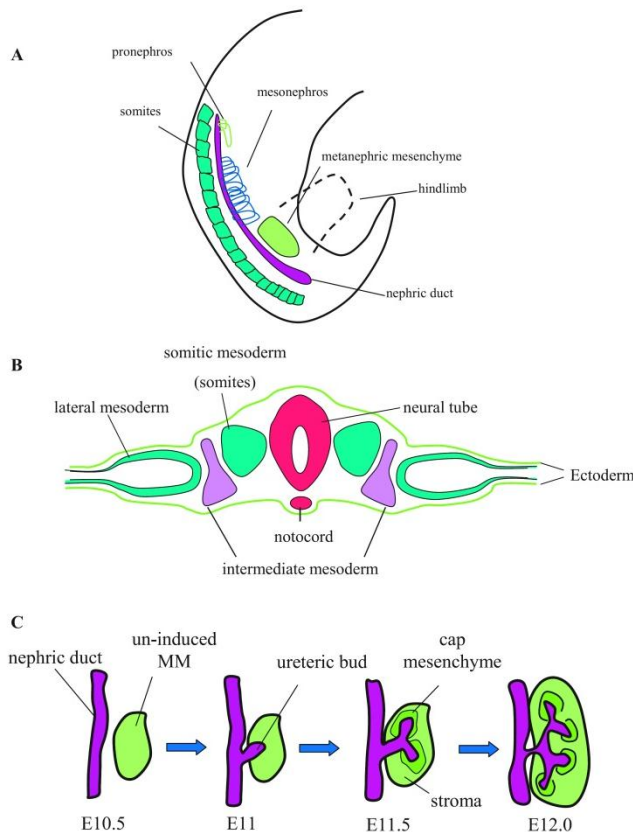 A
pronephros
mesonephros
somites
metanephric mesenchyme
hindlimb
nephric duct
B
somitic mesoderm
(somites)
lateral mesoderm
neural tube
Ectoderm
notocord
intermediate mesoderm
C
nephric duct
un-induced
MM
ureteric bud
cap
mesenchyme
stroma
E10.5
E11
E11.5
E12.0